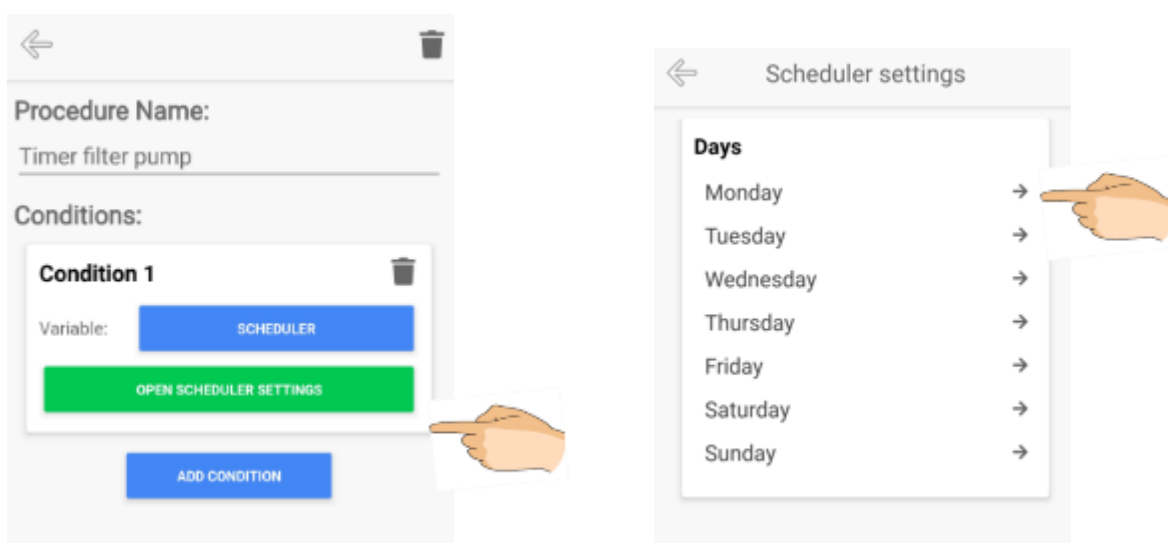 Procedure Name:
Timer filter pump
Conditions:
Condition 1
Variable: SCHEDULER
OPEN SCHEDULER SETTINGS
ADD CONDITION
Scheduler settings
Days
Monday
Tuesday
Wednesday
Thursday
Friday
Saturday
Sunday